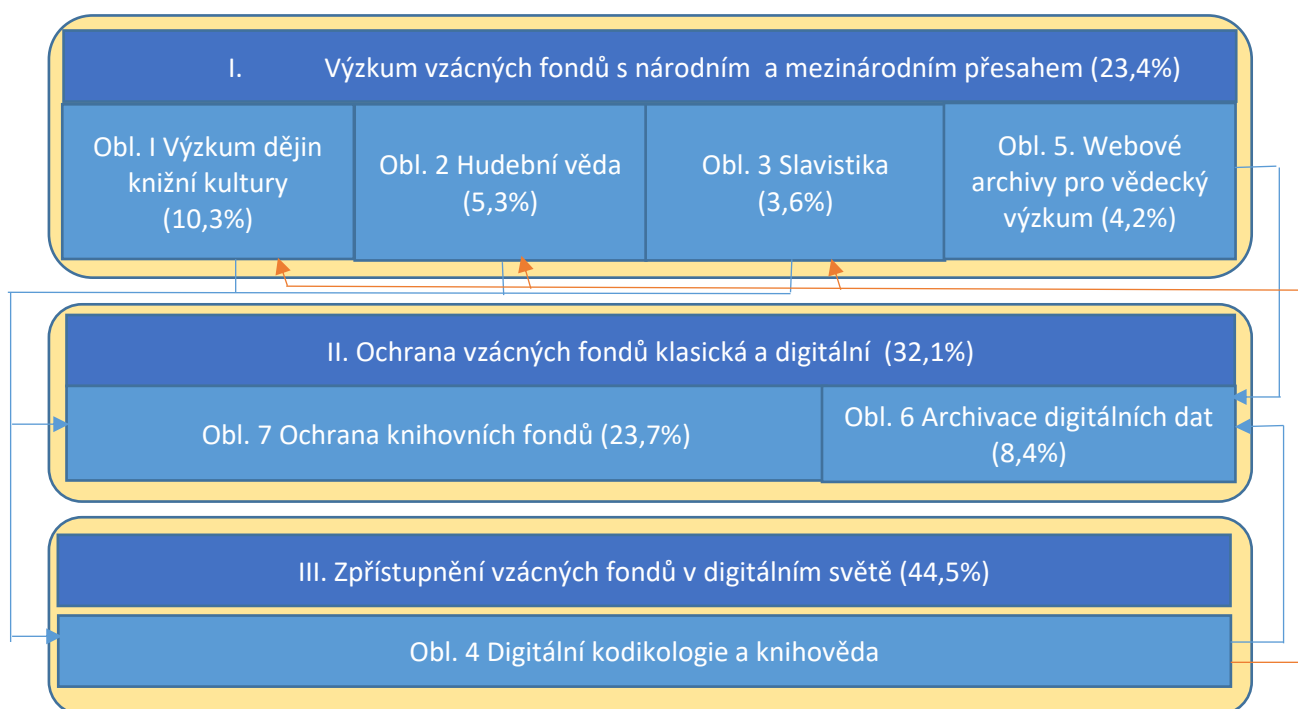 I. Výzkum vzácných fondů s národním a mezinárodním přesahem (23,4%)
Obl. I Výzkum dějin
knižní kultury
(10,3%)
Obl. 2 Hudební věda
(5,3%)
Obl. 3 Slavistika
(3,6%)
Obl. 5. Webové
archivy pro vědecký
výzkum (4,2%)
II. Ochrana vzácných fondů klasická a digitální (32,1%)
Obl. 7 Ochrana knihovních fondů (23,7%)
Obl. 6 Archivace digitálních dat
(8,4%)
III. Zpřístupnění vzácných fondů v digitálním světě (44,5%)
Obl. 4 Digitální kodikologie a knihověda